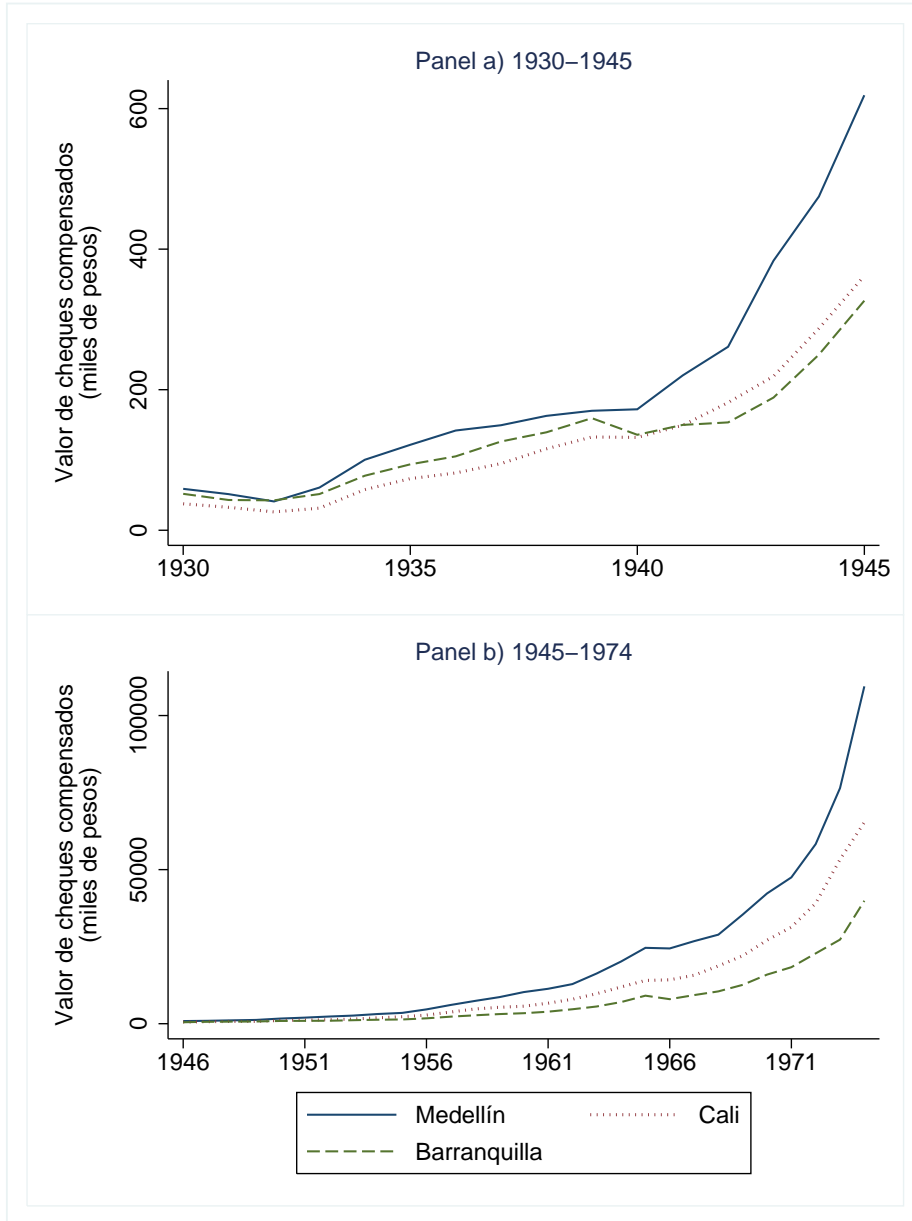 Panel a) 1930–1945
Valor de cheques compensados
(miles de pesos)
600
400
200
0
1930 1935 1940 1945
Panel b) 1945–1974
Valor de cheques compensados
(miles de pesos)
100000
50000
0
1946 1951 1956 1961 1966 1971
Medellín Cali
Barranquilla